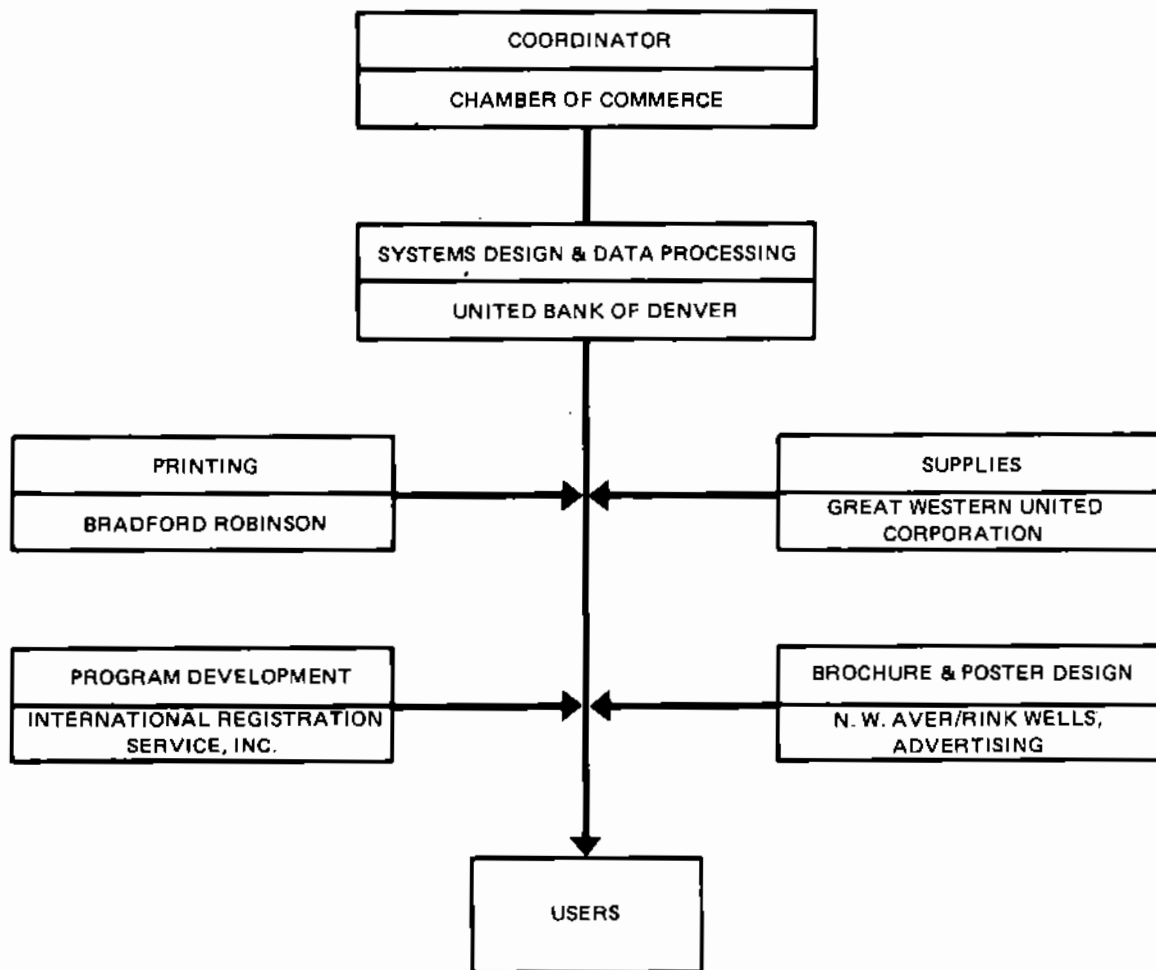 COORDINATOR
CHAMBER OF COMMERCE
SYSTEMS DESIGN & DATA PROCESSING
UNITED BANK OF DENVER
PRINTING
BRADFORD ROBINSON
SUPPLIES
GREAT WESTERN UNITED
CORPORATION
PROGRAM DEVELOPMENT
INTERNATIONAL REGISTRATION
SERVICE, INC.
BROCHURE & POSTER DESIGN
N. W. AVER/RINK WELLS,
ADVERTISING
USERS